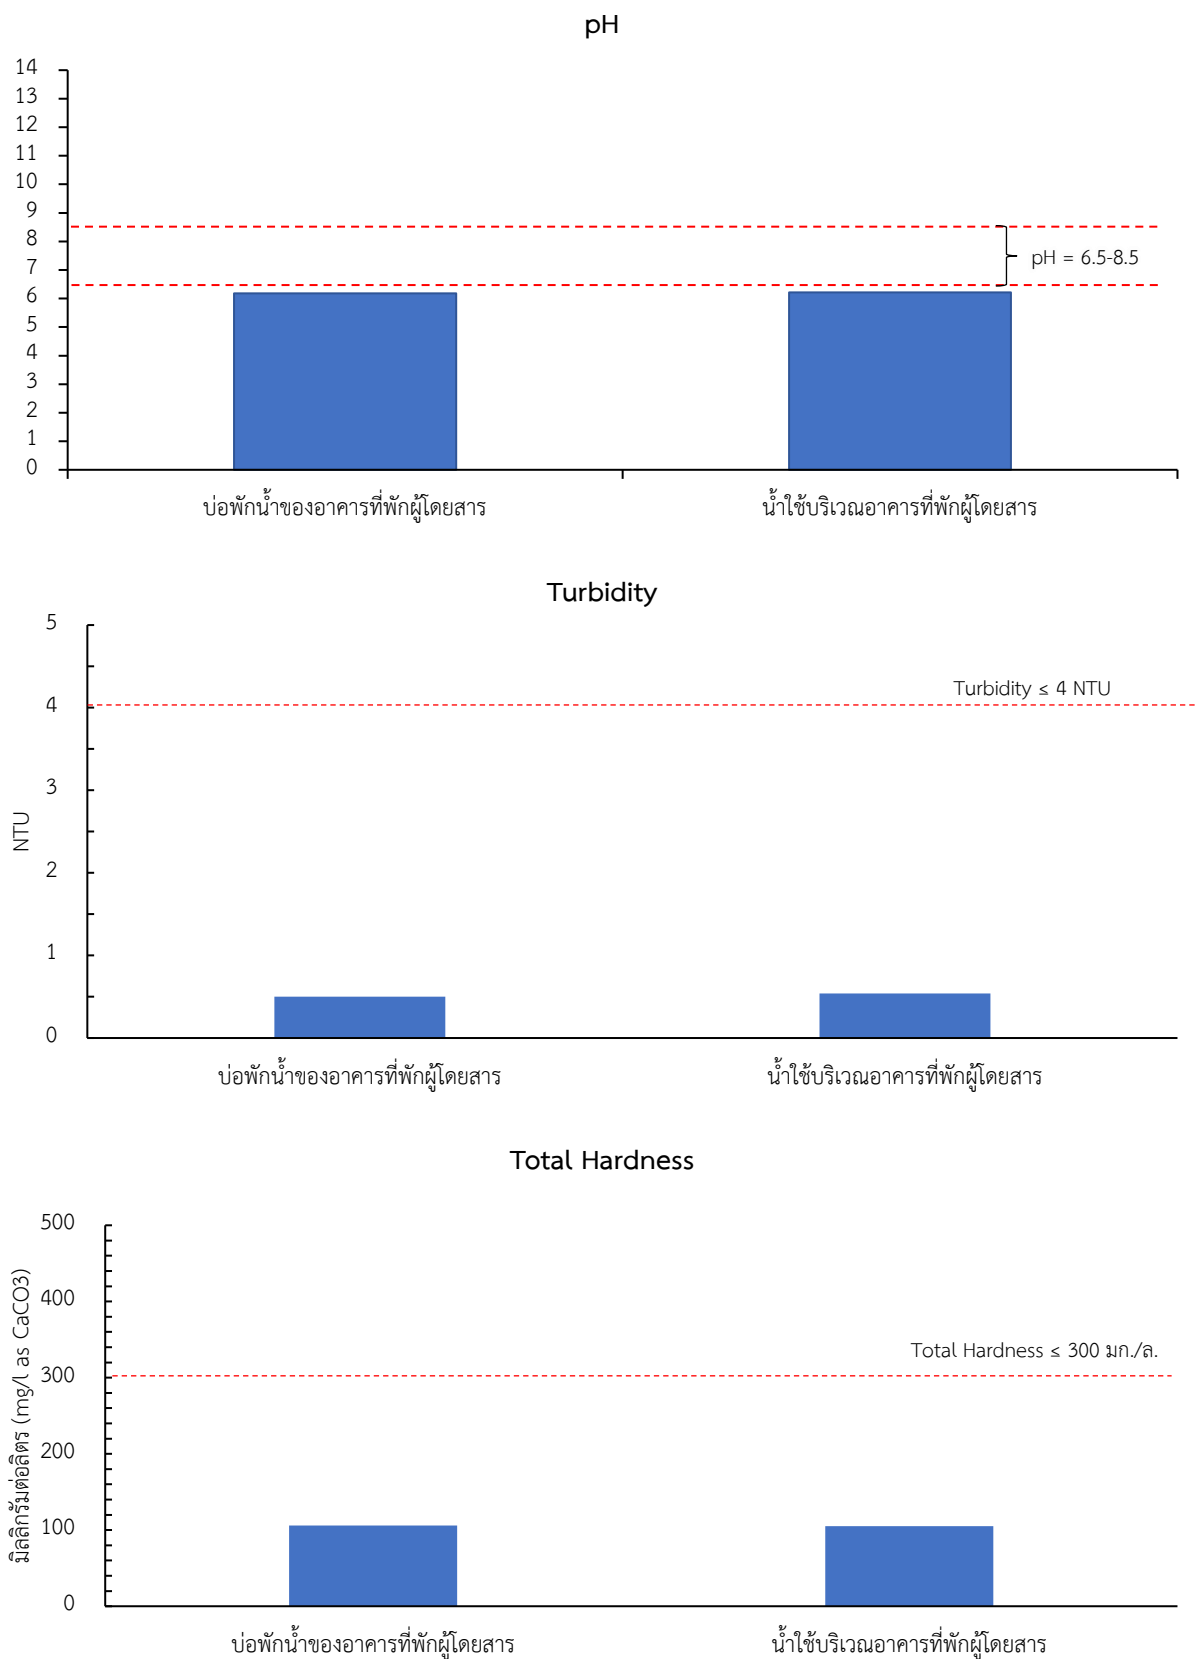 pH
14
13
12
11
10
9
8
7
6
5
4
3
2
1
0
pH = 6.5-8.5
บ่อพักน้ำของอาคารที่พักผู้โดยสาร
น้ำใช้บริเวณอาคารที่พักผู้โดยสาร
Turbidity
5
4
3
2
1
0
NTU
Turbidity ≤ 4 NTU
บ่อพักน้ำของอาคารที่พักผู้โดยสาร
น้ำใช้บริเวณอาคารที่พักผู้โดยสาร
Total Hardness
500
400
300
200
100
0
มิลลิกรัมต่อลิตร (mg/l as CaCO3)
Total Hardness ≤ 300 มก./ล.
บ่อพักน้ำของอาคารที่พักผู้โดยสาร
น้ำใช้บริเวณอาคารที่พักผู้โดยสาร